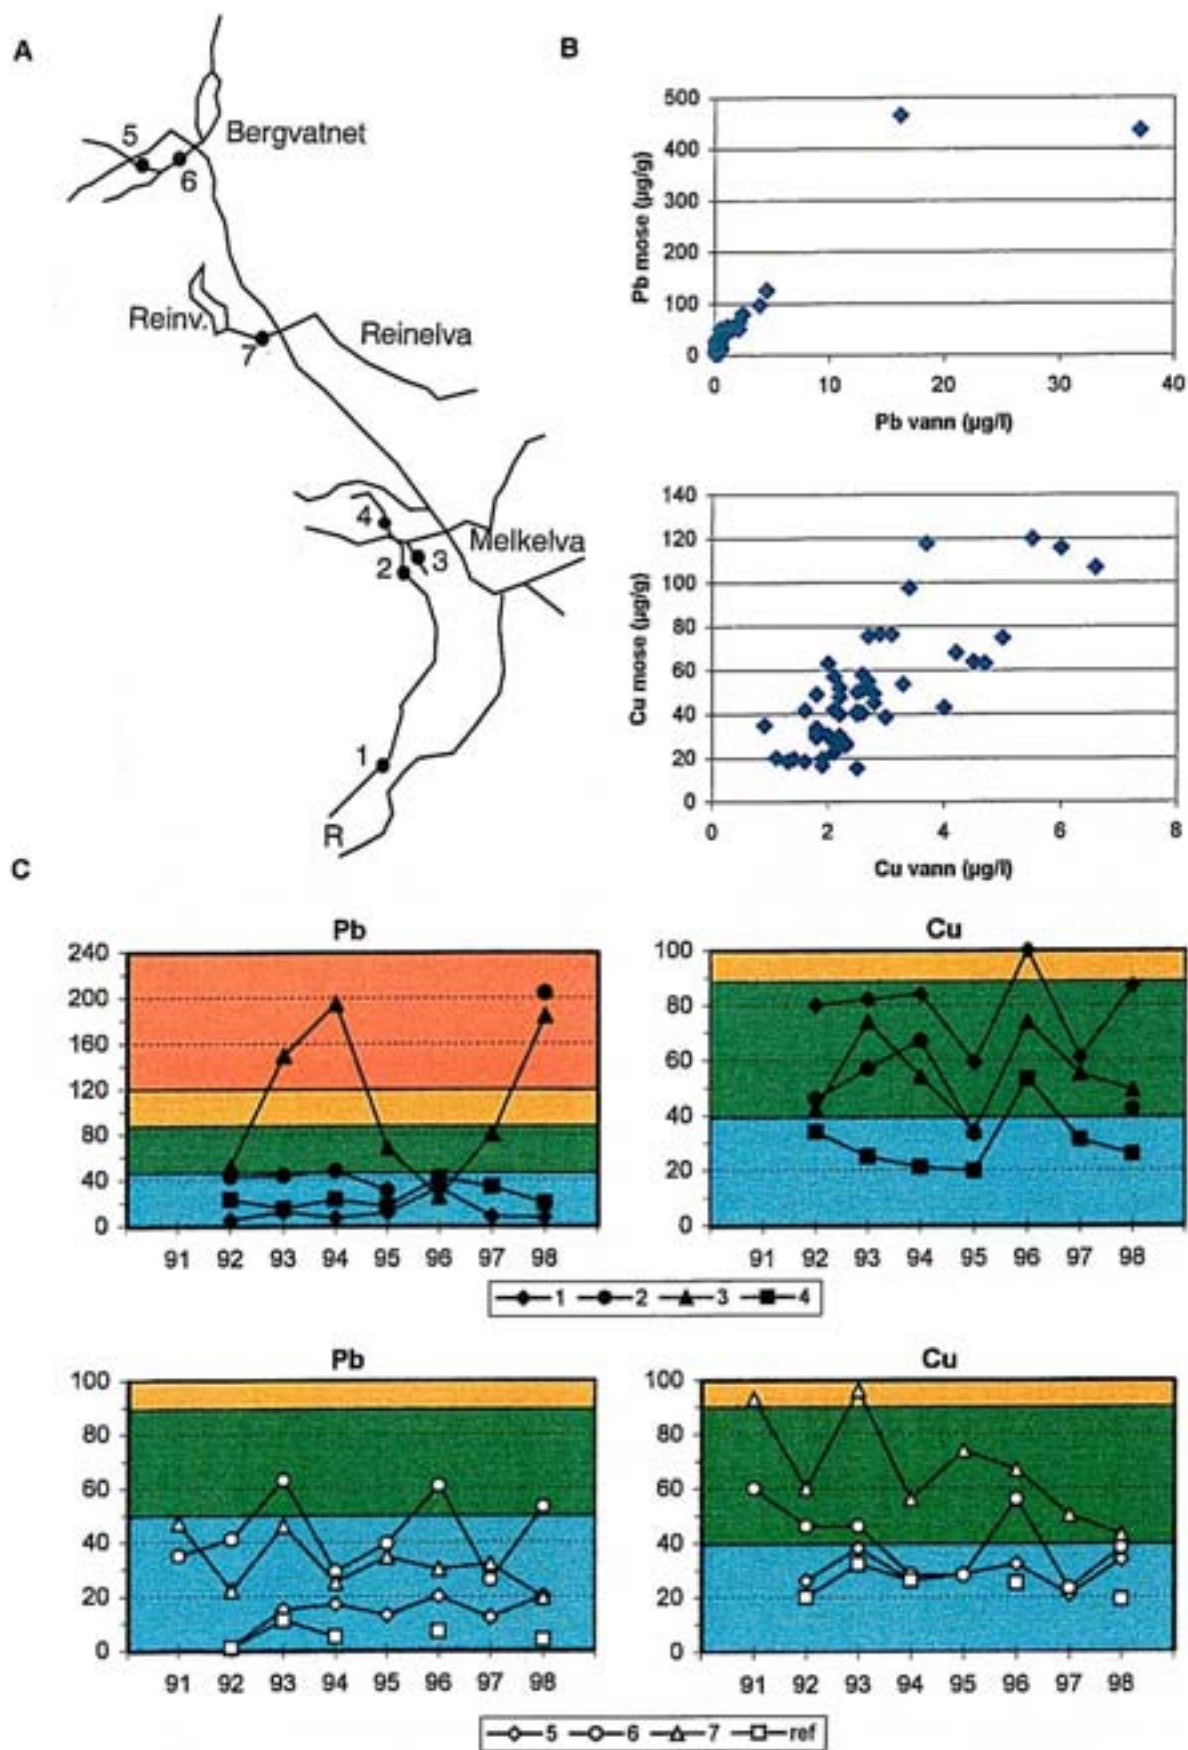 A
B
5
Bergvatnet
6
Reinv.
Reinelva
7
4
Melkelva
3
2
1
R
500
400
300
200
100
0
Pb mose (µg/g)
0 10 20 30 40
Pb vann (µg/l)
140
120
100
80
60
40
20
0
Cu mose (µg/g)
0 2 4 6 8
Cu vann (µg/l)
C
Pb
240
200
160
120
80
40
0
91 92 93 94 95 96 97 98
Cu
100
80
60
40
20
0
91 92 93 94 95 96 97 98
1 2 3 4
Pb
100
80
60
40
20
0
91 92 93 94 95 96 97 98
Cu
100
80
60
40
20
0
91 92 93 94 95 96 97 98
5 6 7 ref